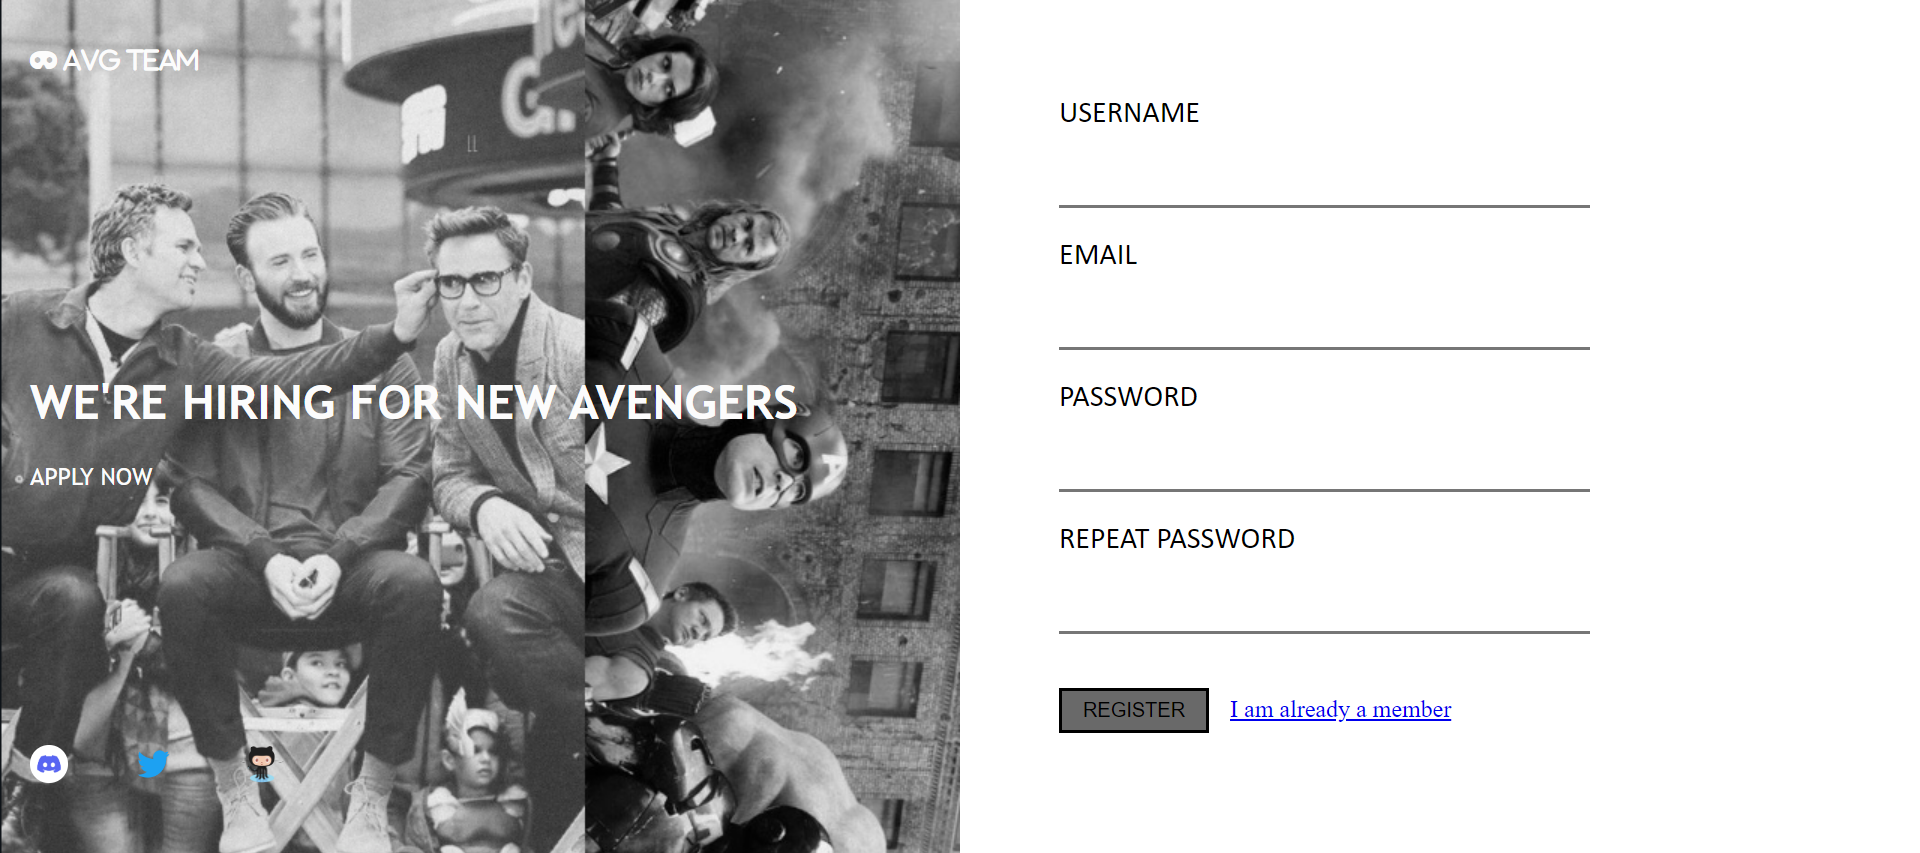 AVG TEAM
WE'RE HIRING FOR NEW AVENGERS
APPLY NOW
USERNAME
EMAIL
PASSWORD
REPEAT PASSWORD
REGISTER
I am already a member